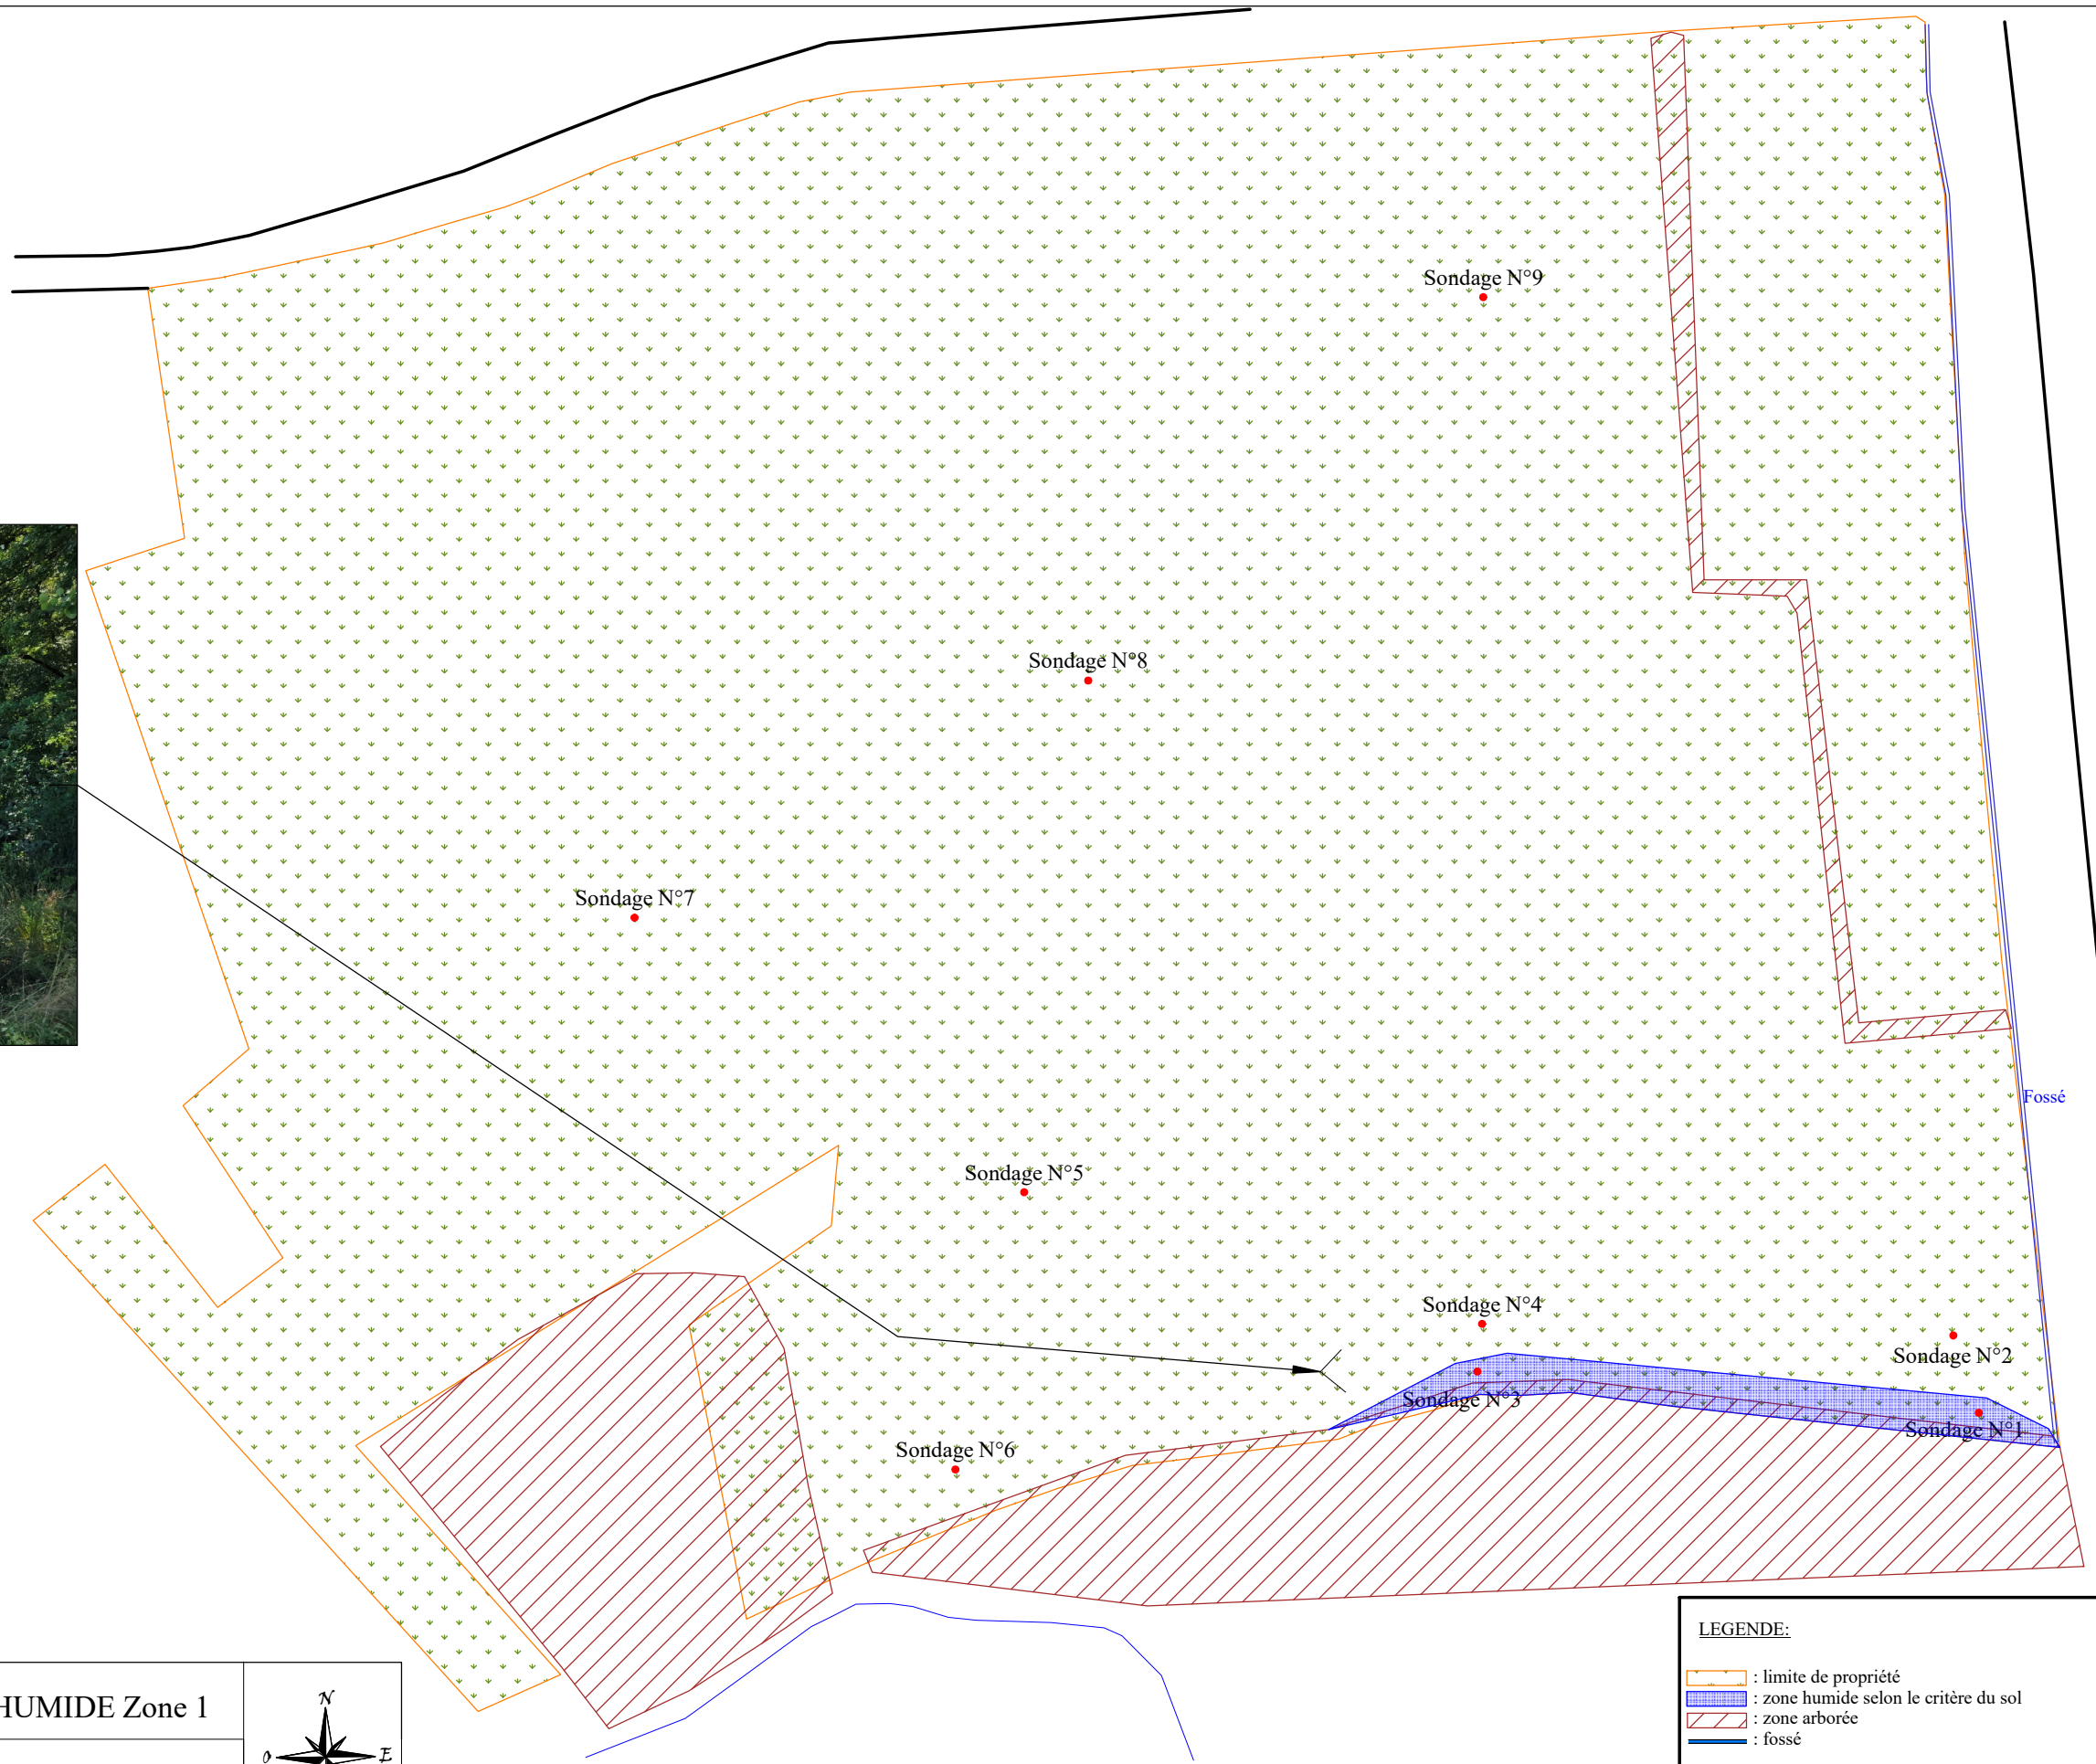 Sondage N°9
Sondage N°8
Sondage N°7
Fossé
Sondage N°5
Sondage N°4
Sondage N°2
Sondage N°3
Sondage N°1
Sondage N°6
LEGENDE:
: limite de propriété
: zone humide selon le critère du sol
: zone arborée
: fossé
HUMIDE Zone 1
N
O E